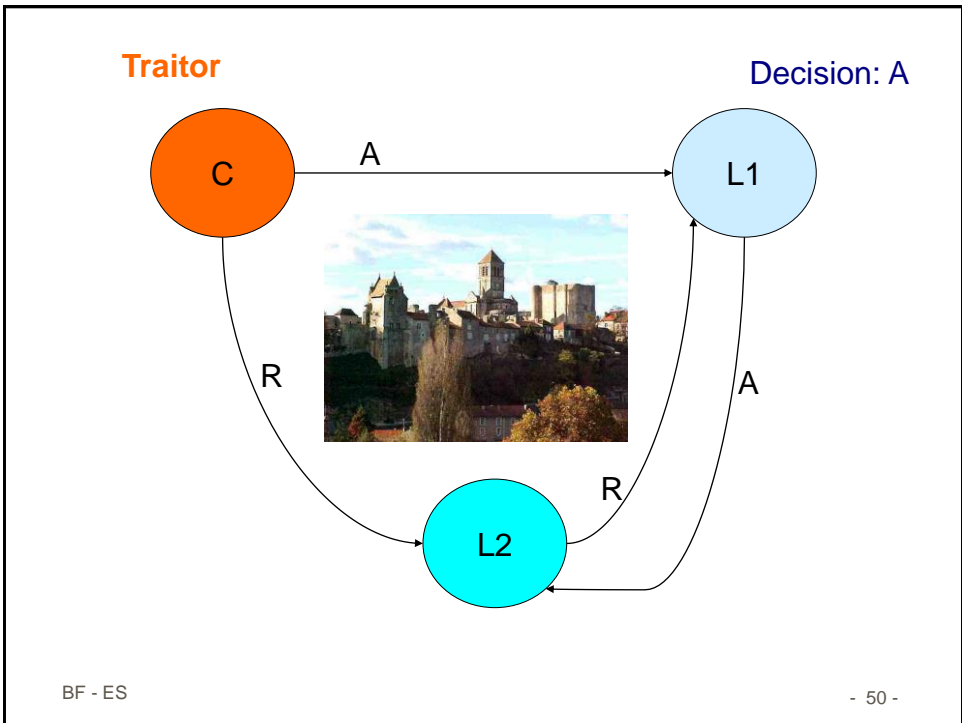 Traitor
Decision: A
C
A
L1
R
A
R
L2
BF - ES
- 50 -